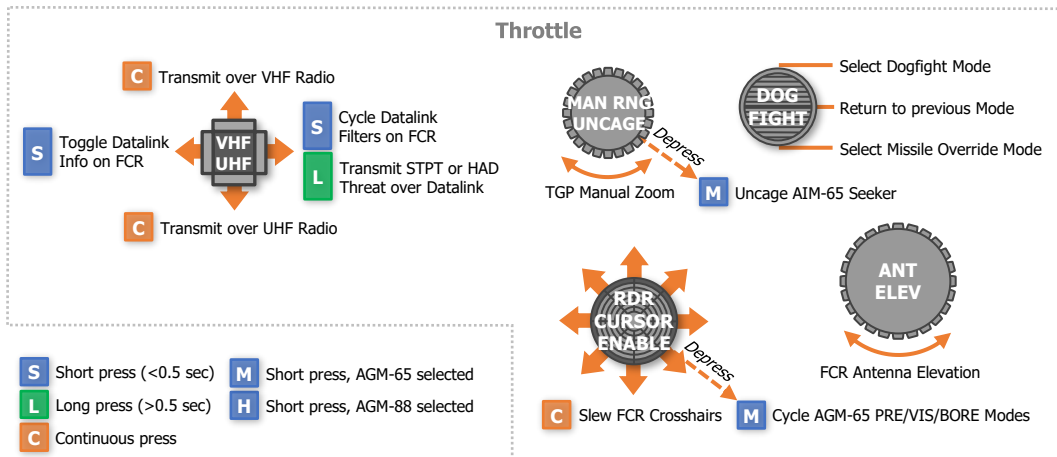 Throttle
C Transmit over VHF Radio
S Toggle Datalink
Info on FCR
VHF
UHF
S Cycle Datalink
Filters on FCR
L Transmit STPT or HAD
Threat over Datalink
C Transmit over UHF Radio
MAN RNG
UNCAGE
Depress
TGP Manual Zoom
M Uncage AIM-65 Seeker
DOG
FIGHT
Select Dogfight Mode
Return to previous Mode
Select Missile Override Mode
RDR
CURSOR
ENABLE
Depress
C Slew FCR Crosshairs
M Cycle AGM-65 PRE/VIS/BORE Modes
ANT
ELEV
FCR Antenna Elevation
S Short press (<0.5 sec)
L Long press (>0.5 sec)
C Continuous press
M Short press, AGM-65 selected
H Short press, AGM-88 selected